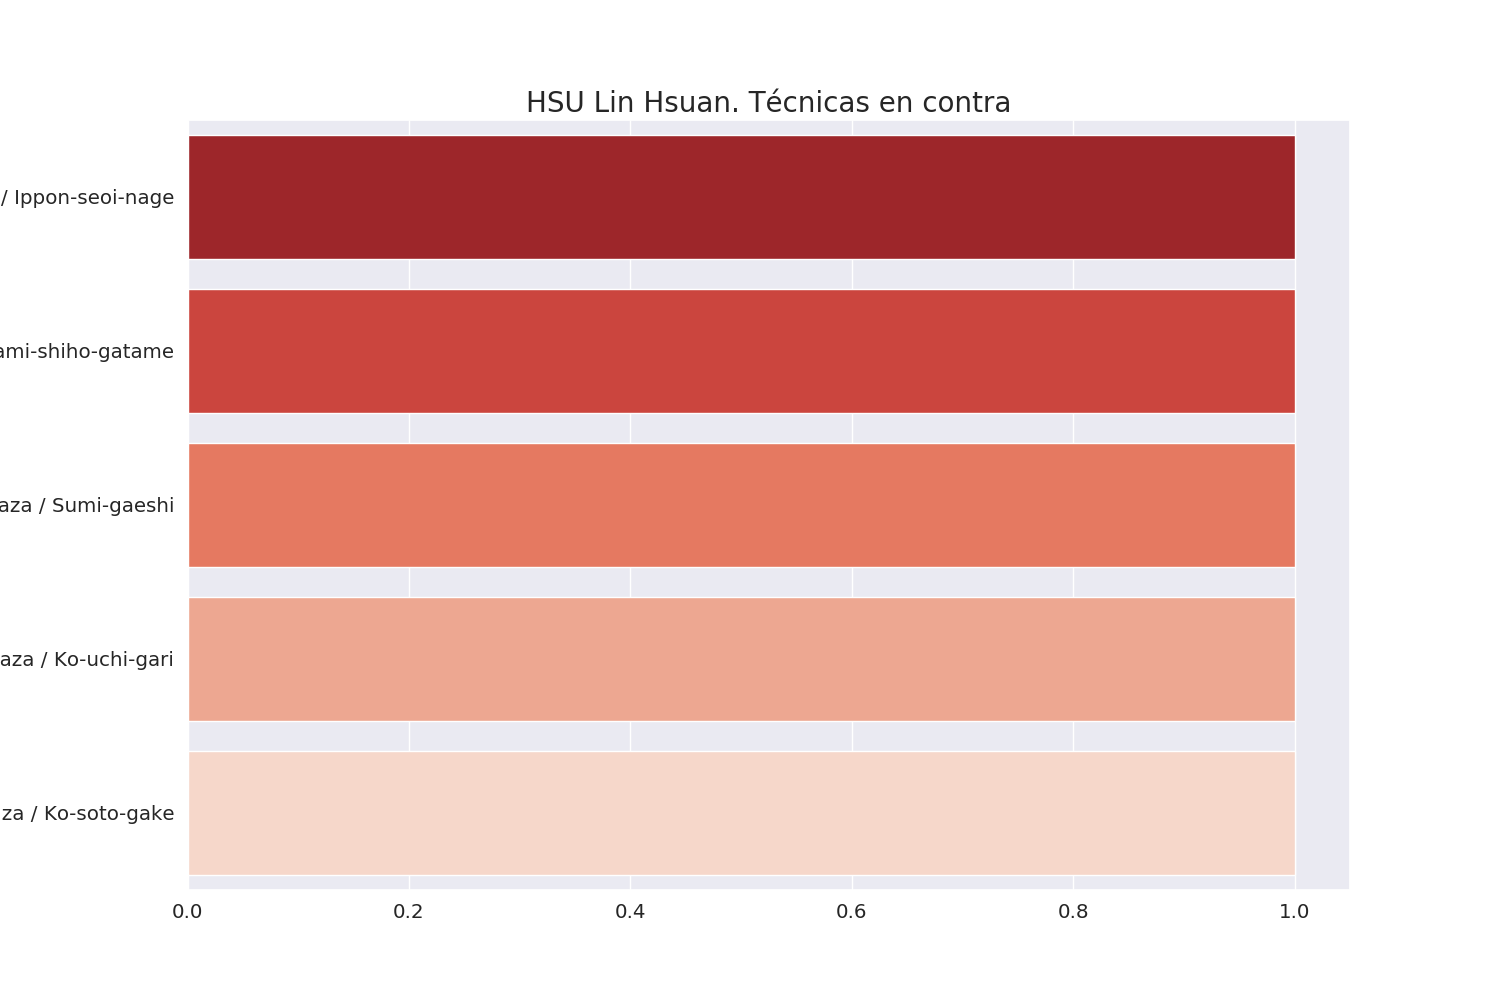 HSU Lin Hsuan. Técnicas en contra
/ Ippon-seoi-nage
ami-shiho-gatame
aza / Sumi-gaeshi
aza / Ko-uchi-gari
za / Ko-soto-gake
0.0 0.2 0.4 0.6 0.8 1.0